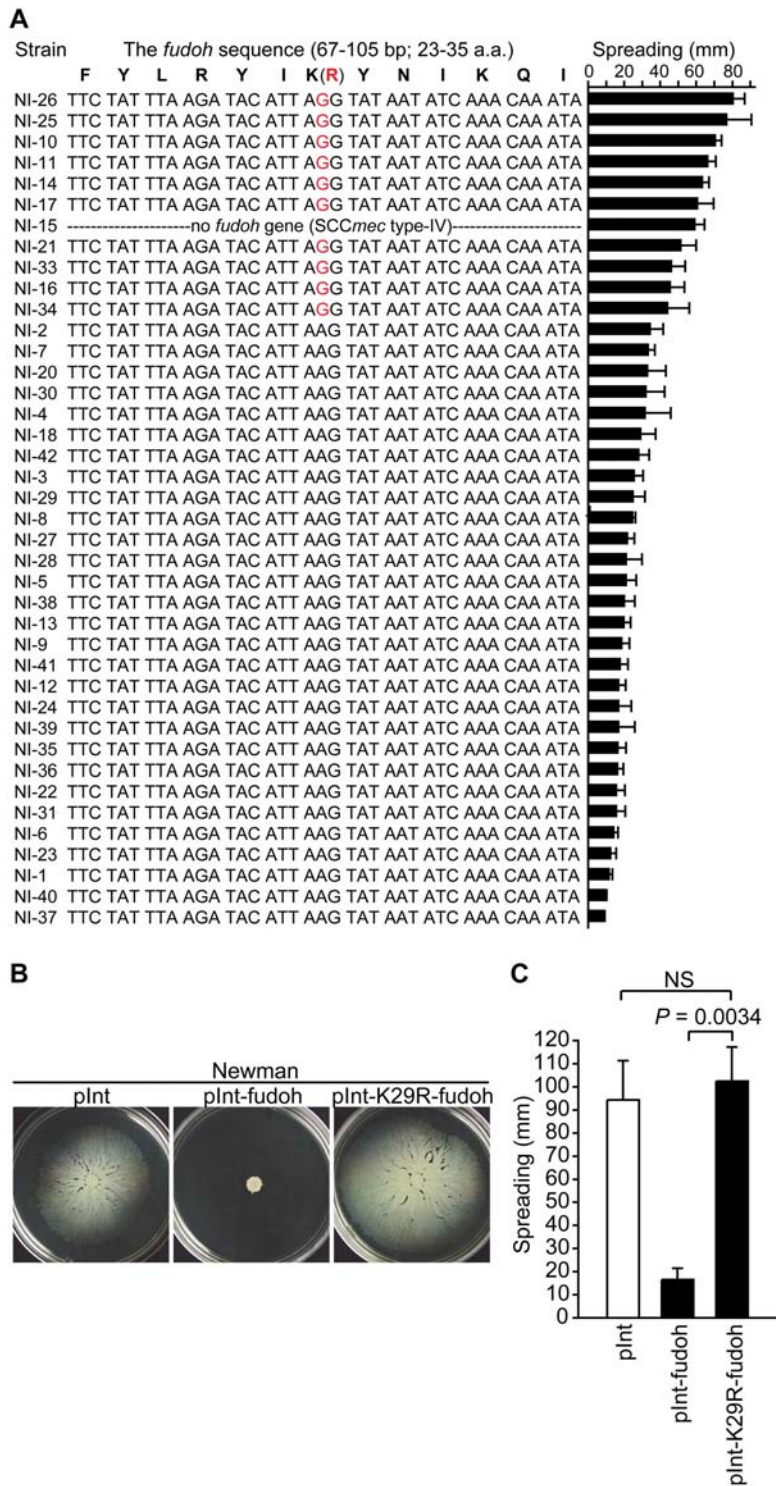 A
Strain The fudoh sequence (67-105 bp; 23-35 a.a.) Spreading (mm)
F Y L R Y I K(R) Y N I K Q I 0 20 40 60 80
NI-26 TTC TAT TTA AGA TAC ATT AGG TAT AAT ATC AAA CAA ATA
NI-25 TTC TAT TTA AGA TAC ATT AGG TAT AAT ATC AAA CAA ATA
NI-10 TTC TAT TTA AGA TAC ATT AGG TAT AAT ATC AAA CAA ATA
NI-11 TTC TAT TTA AGA TAC ATT AGG TAT AAT ATC AAA CAA ATA
NI-14 TTC TAT TTA AGA TAC ATT AGG TAT AAT ATC AAA CAA ATA
NI-17 TTC TAT TTA AGA TAC ATT AGG TAT AAT ATC AAA CAA ATA
NI-15 ----------------------no fudoh gene (SCCmec type-IV)-----------------------
NI-21 TTC TAT TTA AGA TAC ATT AGG TAT AAT ATC AAA CAA ATA
NI-33 TTC TAT TTA AGA TAC ATT AGG TAT AAT ATC AAA CAA ATA
NI-16 TTC TAT TTA AGA TAC ATT AGG TAT AAT ATC AAA CAA ATA
NI-34 TTC TAT TTA AGA TAC ATT AGG TAT AAT ATC AAA CAA ATA
NI-2 TTC TAT TTA AGA TAC ATT AAG TAT AAT ATC AAA CAA ATA
NI-7 TTC TAT TTA AGA TAC ATT AAG TAT AAT ATC AAA CAA ATA
NI-20 TTC TAT TTA AGA TAC ATT AAG TAT AAT ATC AAA CAA ATA
NI-30 TTC TAT TTA AGA TAC ATT AAG TAT AAT ATC AAA CAA ATA
NI-4 TTC TAT TTA AGA TAC ATT AAG TAT AAT ATC AAA CAA ATA
NI-18 TTC TAT TTA AGA TAC ATT AAG TAT AAT ATC AAA CAA ATA
NI-42 TTC TAT TTA AGA TAC ATT AAG TAT AAT ATC AAA CAA ATA
NI-3 TTC TAT TTA AGA TAC ATT AAG TAT AAT ATC AAA CAA ATA
NI-29 TTC TAT TTA AGA TAC ATT AAG TAT AAT ATC AAA CAA ATA
NI-8 TTC TAT TTA AGA TAC ATT AAG TAT AAT ATC AAA CAA ATA
NI-27 TTC TAT TTA AGA TAC ATT AAG TAT AAT ATC AAA CAA ATA
NI-28 TTC TAT TTA AGA TAC ATT AAG TAT AAT ATC AAA CAA ATA
NI-5 TTC TAT TTA AGA TAC ATT AAG TAT AAT ATC AAA CAA ATA
NI-38 TTC TAT TTA AGA TAC ATT AAG TAT AAT ATC AAA CAA ATA
NI-13 TTC TAT TTA AGA TAC ATT AAG TAT AAT ATC AAA CAA ATA
NI-9 TTC TAT TTA AGA TAC ATT AAG TAT AAT ATC AAA CAA ATA
NI-41 TTC TAT TTA AGA TAC ATT AAG TAT AAT ATC AAA CAA ATA
NI-12 TTC TAT TTA AGA TAC ATT AAG TAT AAT ATC AAA CAA ATA
NI-24 TTC TAT TTA AGA TAC ATT AAG TAT AAT ATC AAA CAA ATA
NI-39 TTC TAT TTA AGA TAC ATT AAG TAT AAT ATC AAA CAA ATA
NI-35 TTC TAT TTA AGA TAC ATT AAG TAT AAT ATC AAA CAA ATA
NI-36 TTC TAT TTA AGA TAC ATT AAG TAT AAT ATC AAA CAA ATA
NI-22 TTC TAT TTA AGA TAC ATT AAG TAT AAT ATC AAA CAA ATA
NI-31 TTC TAT TTA AGA TAC ATT AAG TAT AAT ATC AAA CAA ATA
NI-6 TTC TAT TTA AGA TAC ATT AAG TAT AAT ATC AAA CAA ATA
NI-23 TTC TAT TTA AGA TAC ATT AAG TAT AAT ATC AAA CAA ATA
NI-1 TTC TAT TTA AGA TAC ATT AAG TAT AAT ATC AAA CAA ATA
NI-40 TTC TAT TTA AGA TAC ATT AAG TAT AAT ATC AAA CAA ATA
NI-37 TTC TAT TTA AGA TAC ATT AAG TAT AAT ATC AAA CAA ATA
B
Newman
pInt pInt-fudoh pInt-K29R-fudoh
C
NS
P = 0.0034
Spreading (mm)
120
110
100
90
80
70
60
50
40
30
20
10
0
pInt
pInt-fudoh
pInt-K29R-fudoh